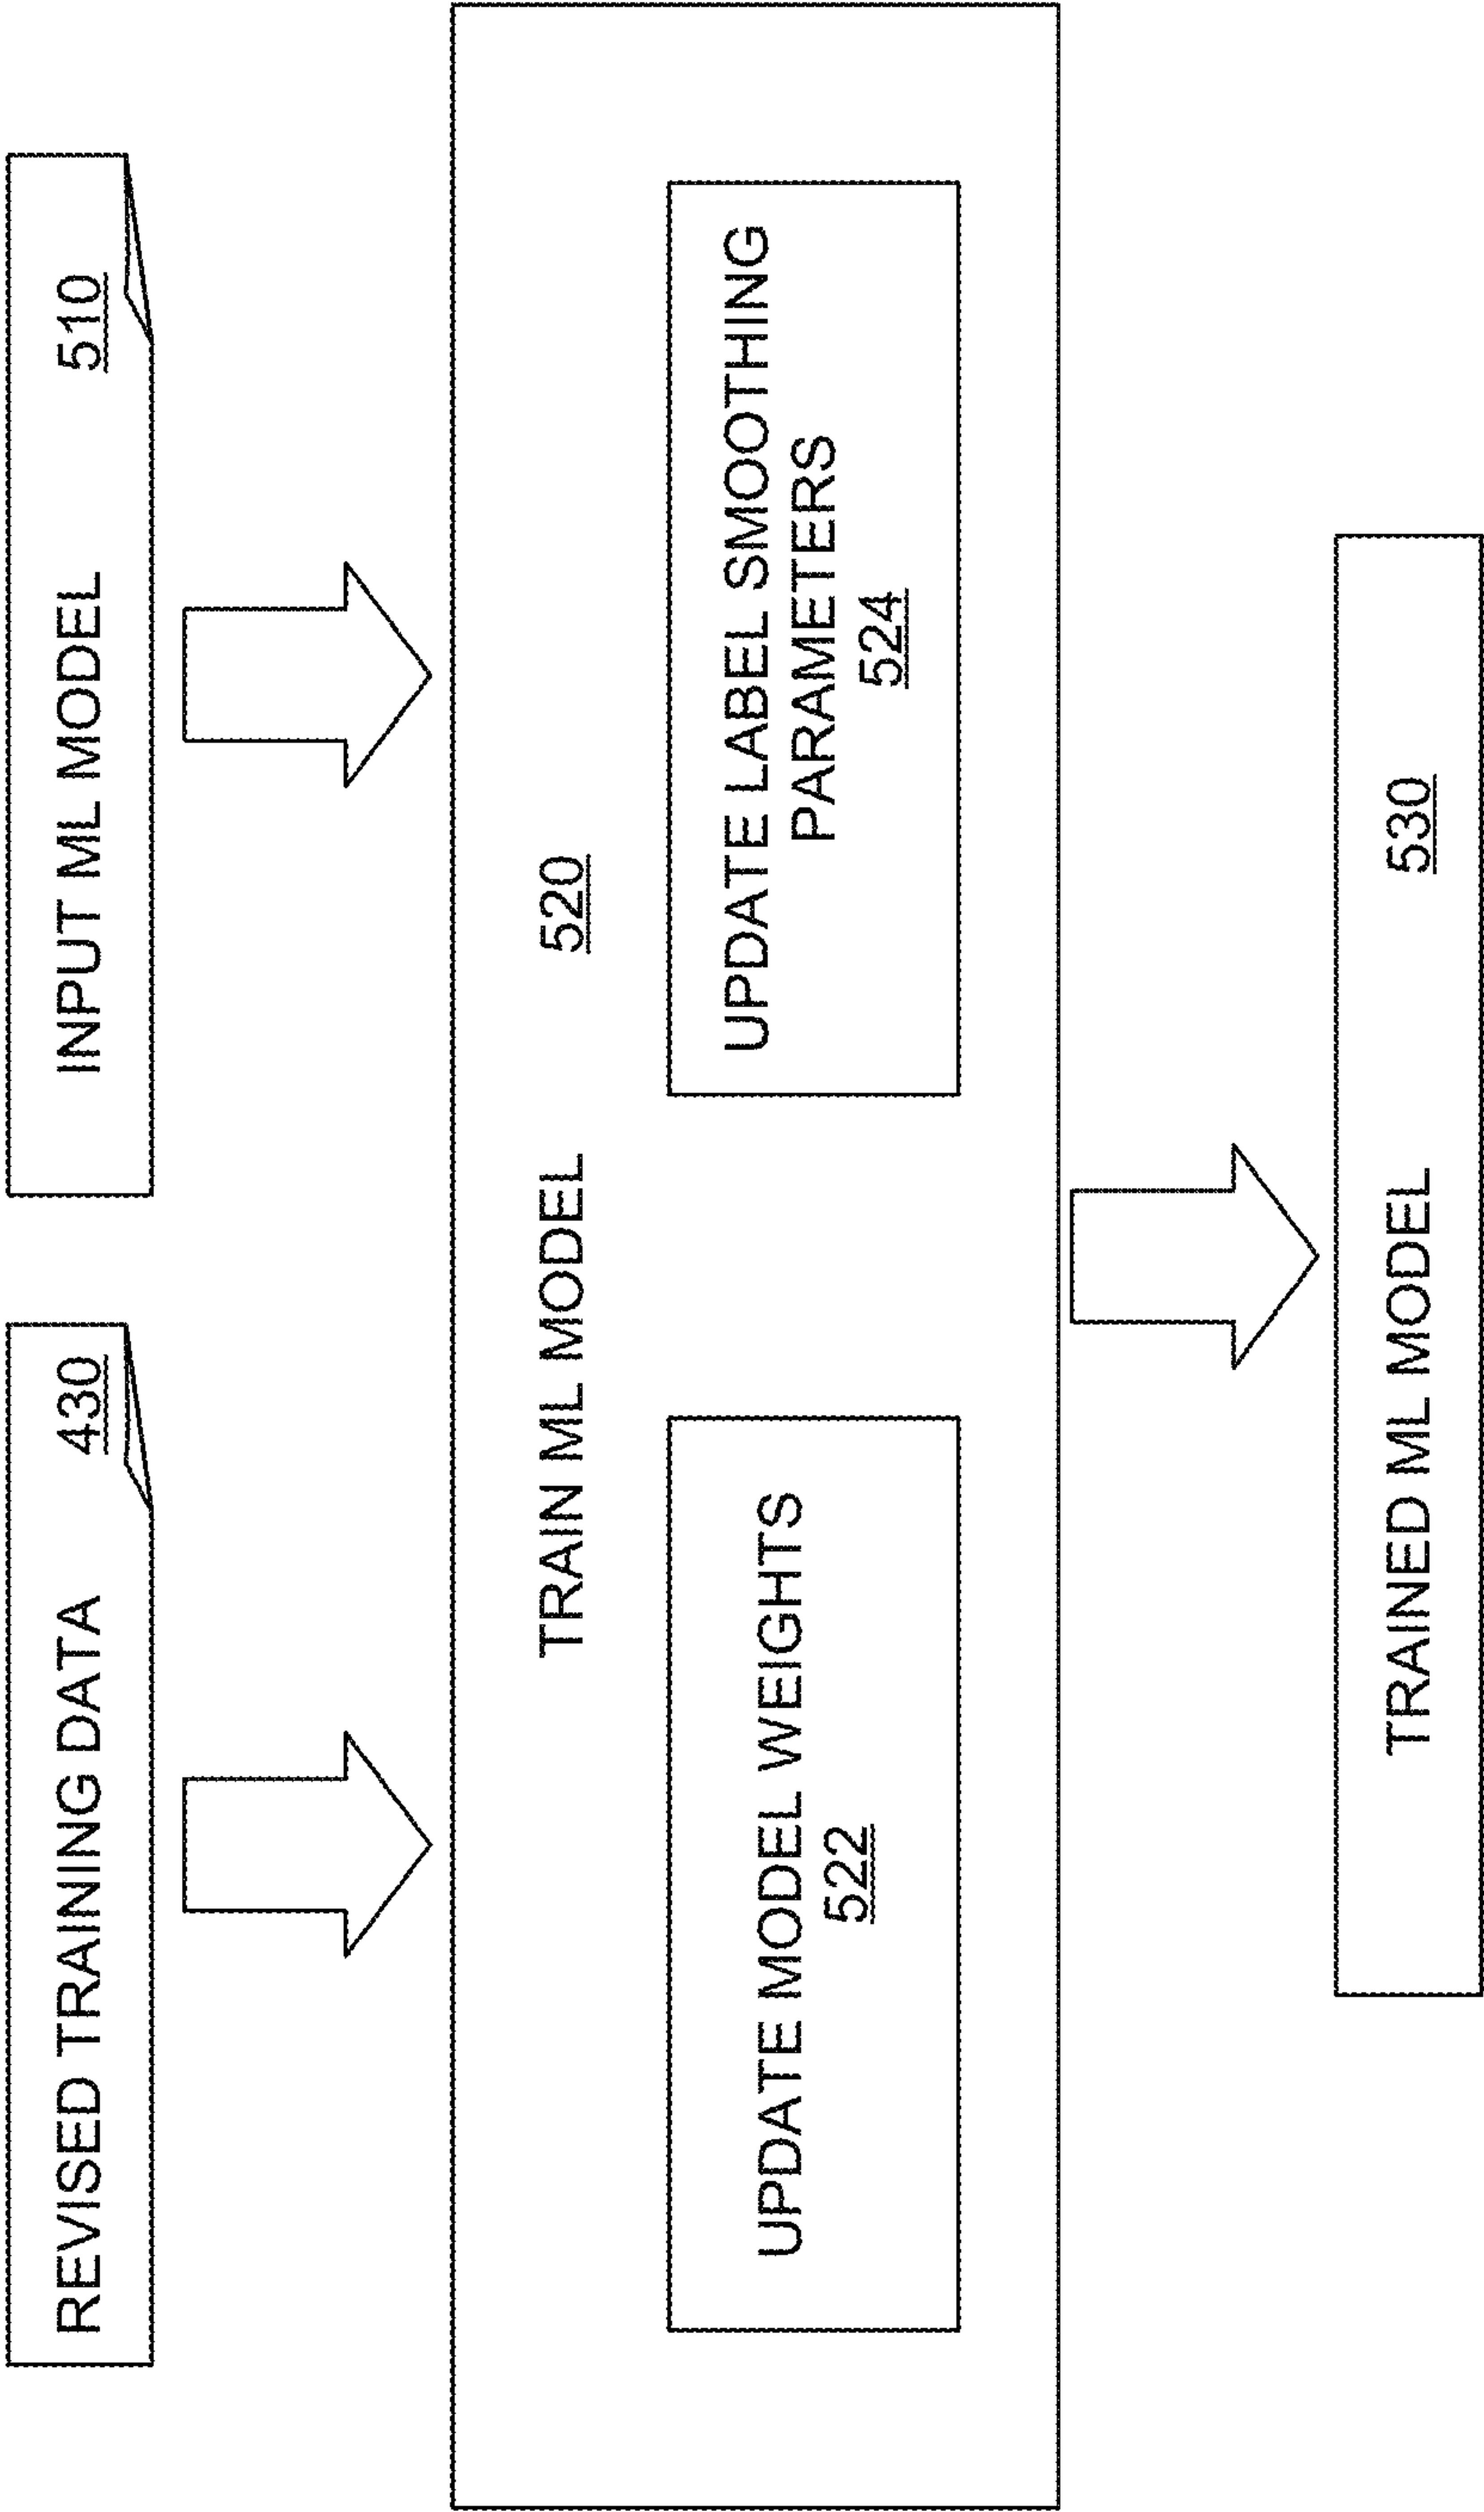 REVISED TRAINING DATA 430
INPUT ML MODEL 510
TRAIN ML MODEL 520
UPDATE MODEL WEIGHTS
522
UPDATE LABEL SMOOTHING
PARAMETERS
524
TRAINED ML MODEL 530